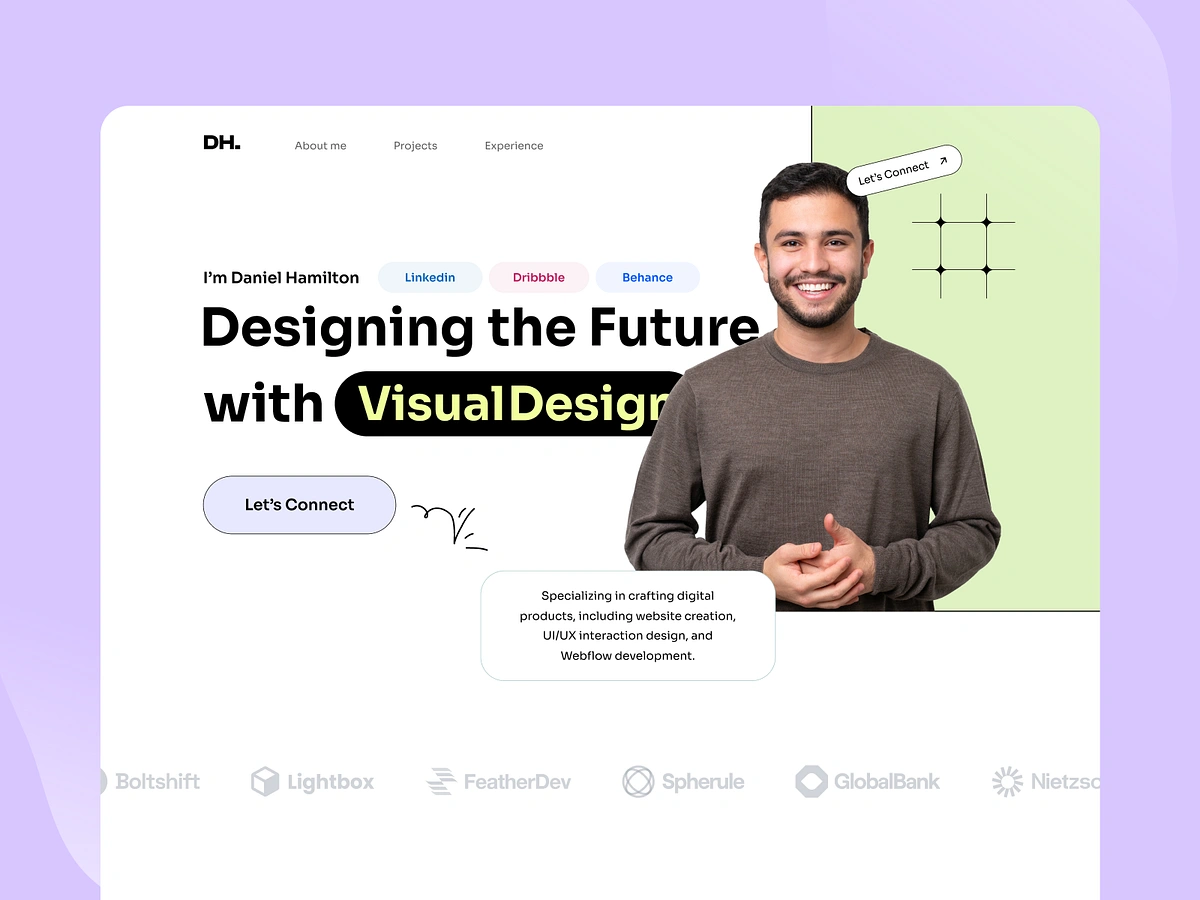 DH.
About me
Projects
Experience
Let's Connect
I'm Daniel Hamilton
Linkedin
Dribbble
Behance
Designing the Future
with Visual Design
Let's Connect
Specializing in crafting digital
products, including website creation,
UI/UX interaction design, and
Webflow development.
Boltshift
Lightbox
FeatherDev
Spherule
GlobalBank
Nietzsc